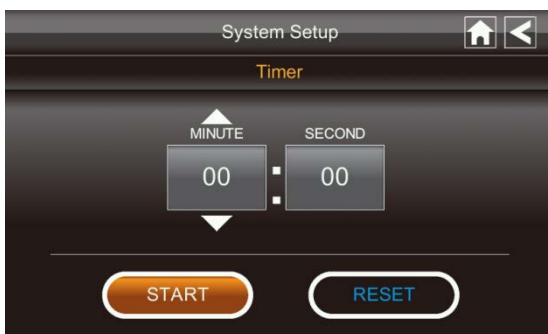 System Setup
Timer
MINUTE SECOND
00 : 00
START RESET